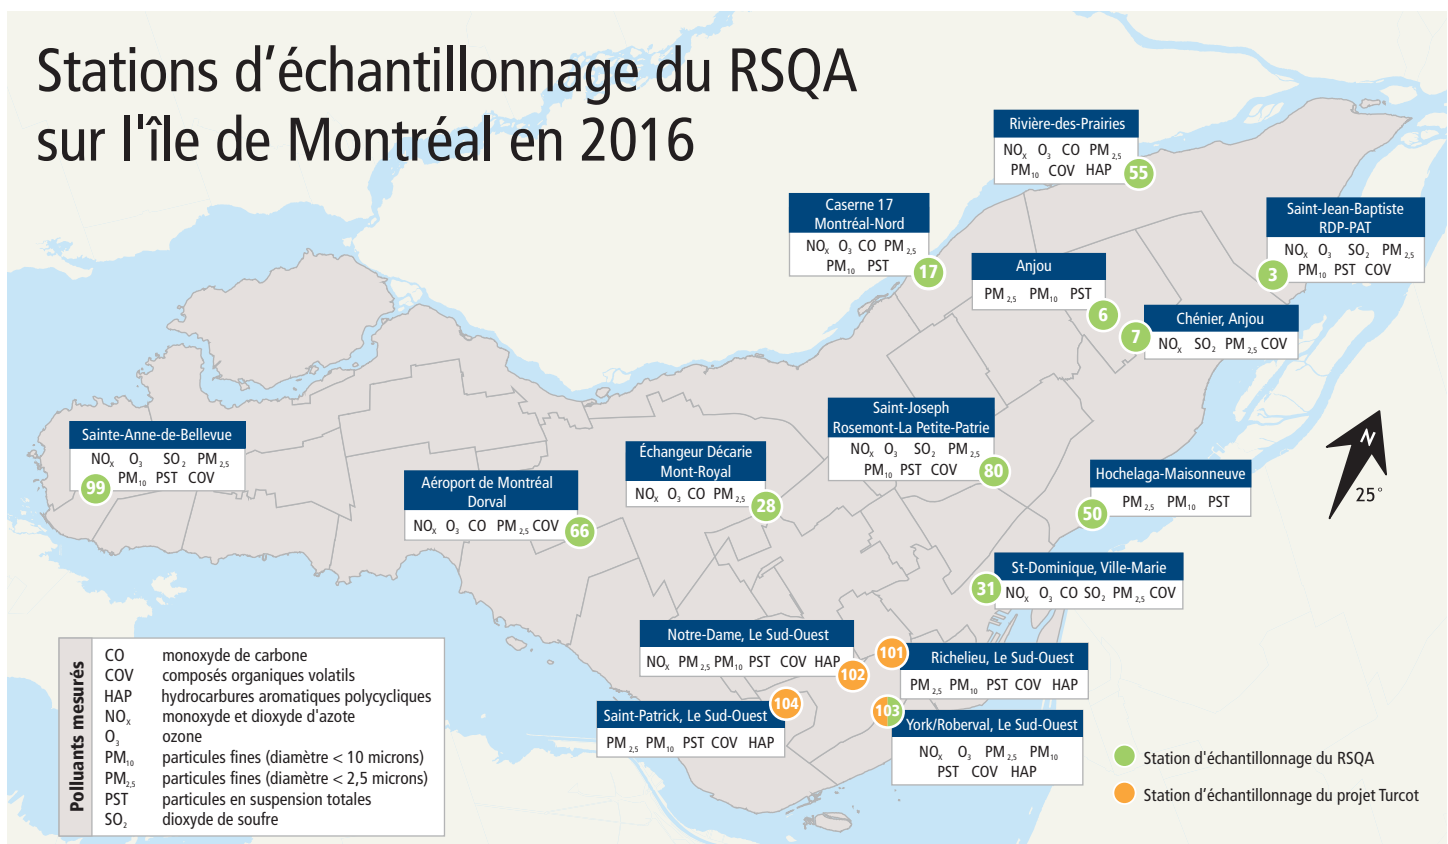 Stations d'échantillonnage du RSQA
sur l'île de Montréal en 2016
Rivière-des-Prairies
NOX O3 CO PM2,5
PM10 COV HAP
55
Caserne 17
Montréal-Nord
NOX O3 CO PM2,5
PM10 PST
17
Saint-Jean-Baptiste
RDP-PAT
NOX O3 SO2 PM2,5
PM10 PST COV
3
Anjou
PM2,5 PM10 PST
6
Chénier, Anjou
NOX SO2 PM2,5 COV
7
Saint-Joseph
Rosemont-La Petite-Patrie
NOX O3 SO2 PM2,5
PM10 PST COV
80
Sainte-Anne-de-Bellevue
NOX O3 SO2 PM2,5
PM10 PST COV
99
Échangeur Décarie
Mont-Royal
NOX O3 CO PM2,5
28
Aéroport de Montréal
Dorval
NOX O3 CO PM2,5 COV
66
Hochelaga-Maisonneuve
PM2,5 PM10 PST
50
N
25°
St-Dominique, Ville-Marie
NOX O3 CO SO2 PM2,5 COV
31
Notre-Dame, Le Sud-Ouest
NOX PM2,5 PM10 PST COV HAP
102
101
Richelieu, Le Sud-Ouest
PM2,5 PM10 PST COV HAP
Saint-Patrick, Le Sud-Ouest
PM2,5 PM10 PST COV HAP
104
103
York/Roberval, Le Sud-Ouest
NOX O3 PM2,5 PM10
PST COV HAP
Polluants mesurés
CO monoxyde de carbone
COV composés organiques volatils
HAP hydrocarbures aromatiques polycycliques
NOX monoxyde et dioxyde d'azote
O3 ozone
PM10 particules fines (diamètre < 10 microns)
PM2,5 particules fines (diamètre < 2,5 microns)
PST particules en suspension totales
SO2 dioxyde de soufre
Station d'échantillonnage du RSQA
Station d'échantillonnage du projet Turcot